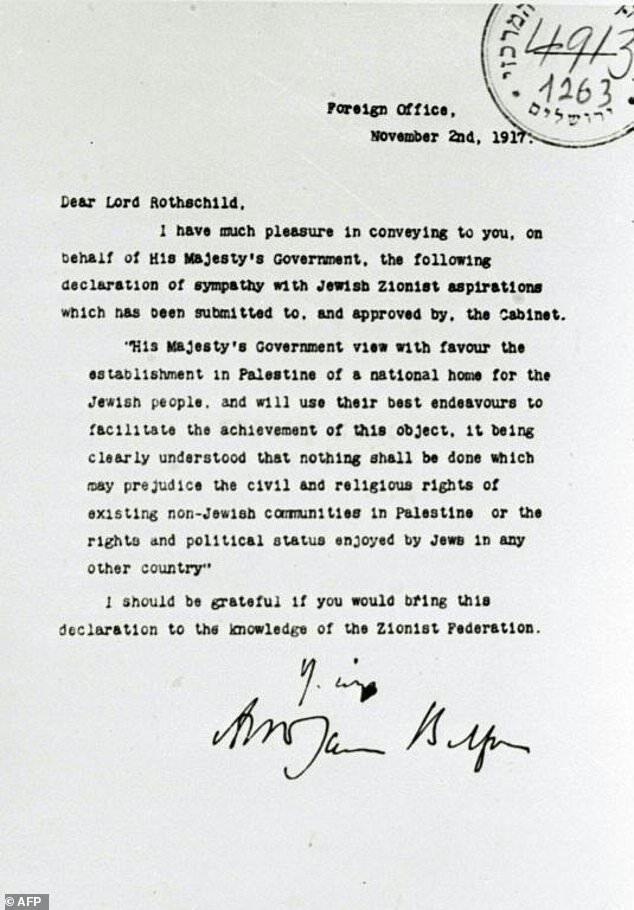 המרכזי
4913
1263
ירושלים
Foreign Office,
November 2nd, 1917.
Dear Lord Rothschild,
I have much pleasure in conveying to you, on
behalf of His Majesty's Government, the following
declaration of sympathy with Jewish Zionist aspirations
which has been submitted to, and approved by, the Cabinet.
"His Majesty's Government view with favour the
establishment in Palestine of a national home for the
Jewish people, and will use their best endeavours to
facilitate the achievement of this object, it being
clearly understood that nothing shall be done which
may prejudice the civil and religious rights of
existing non-Jewish communities in Palestine or the
rights and political status enjoyed by Jews in any
other country"
I should be grateful if you would bring this
declaration to the knowledge of the Zionist Federation.
Arthur James Balfour
© AFP